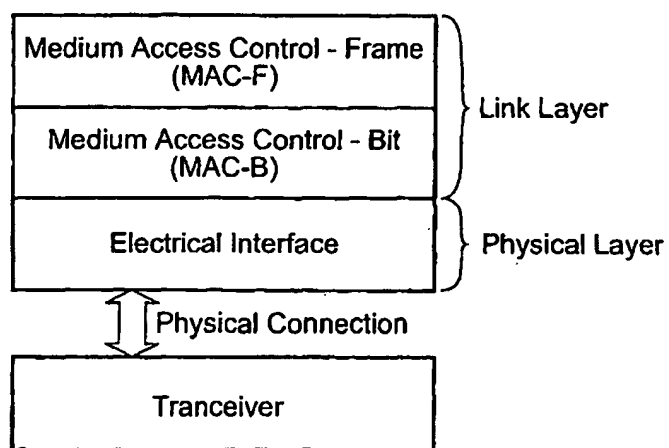 Medium Access Control - Frame
(MAC-F)
Link Layer
Medium Access Control - Bit
(MAC-B)
Electrical Interface
Physical Layer
Physical Connection
Tranceiver